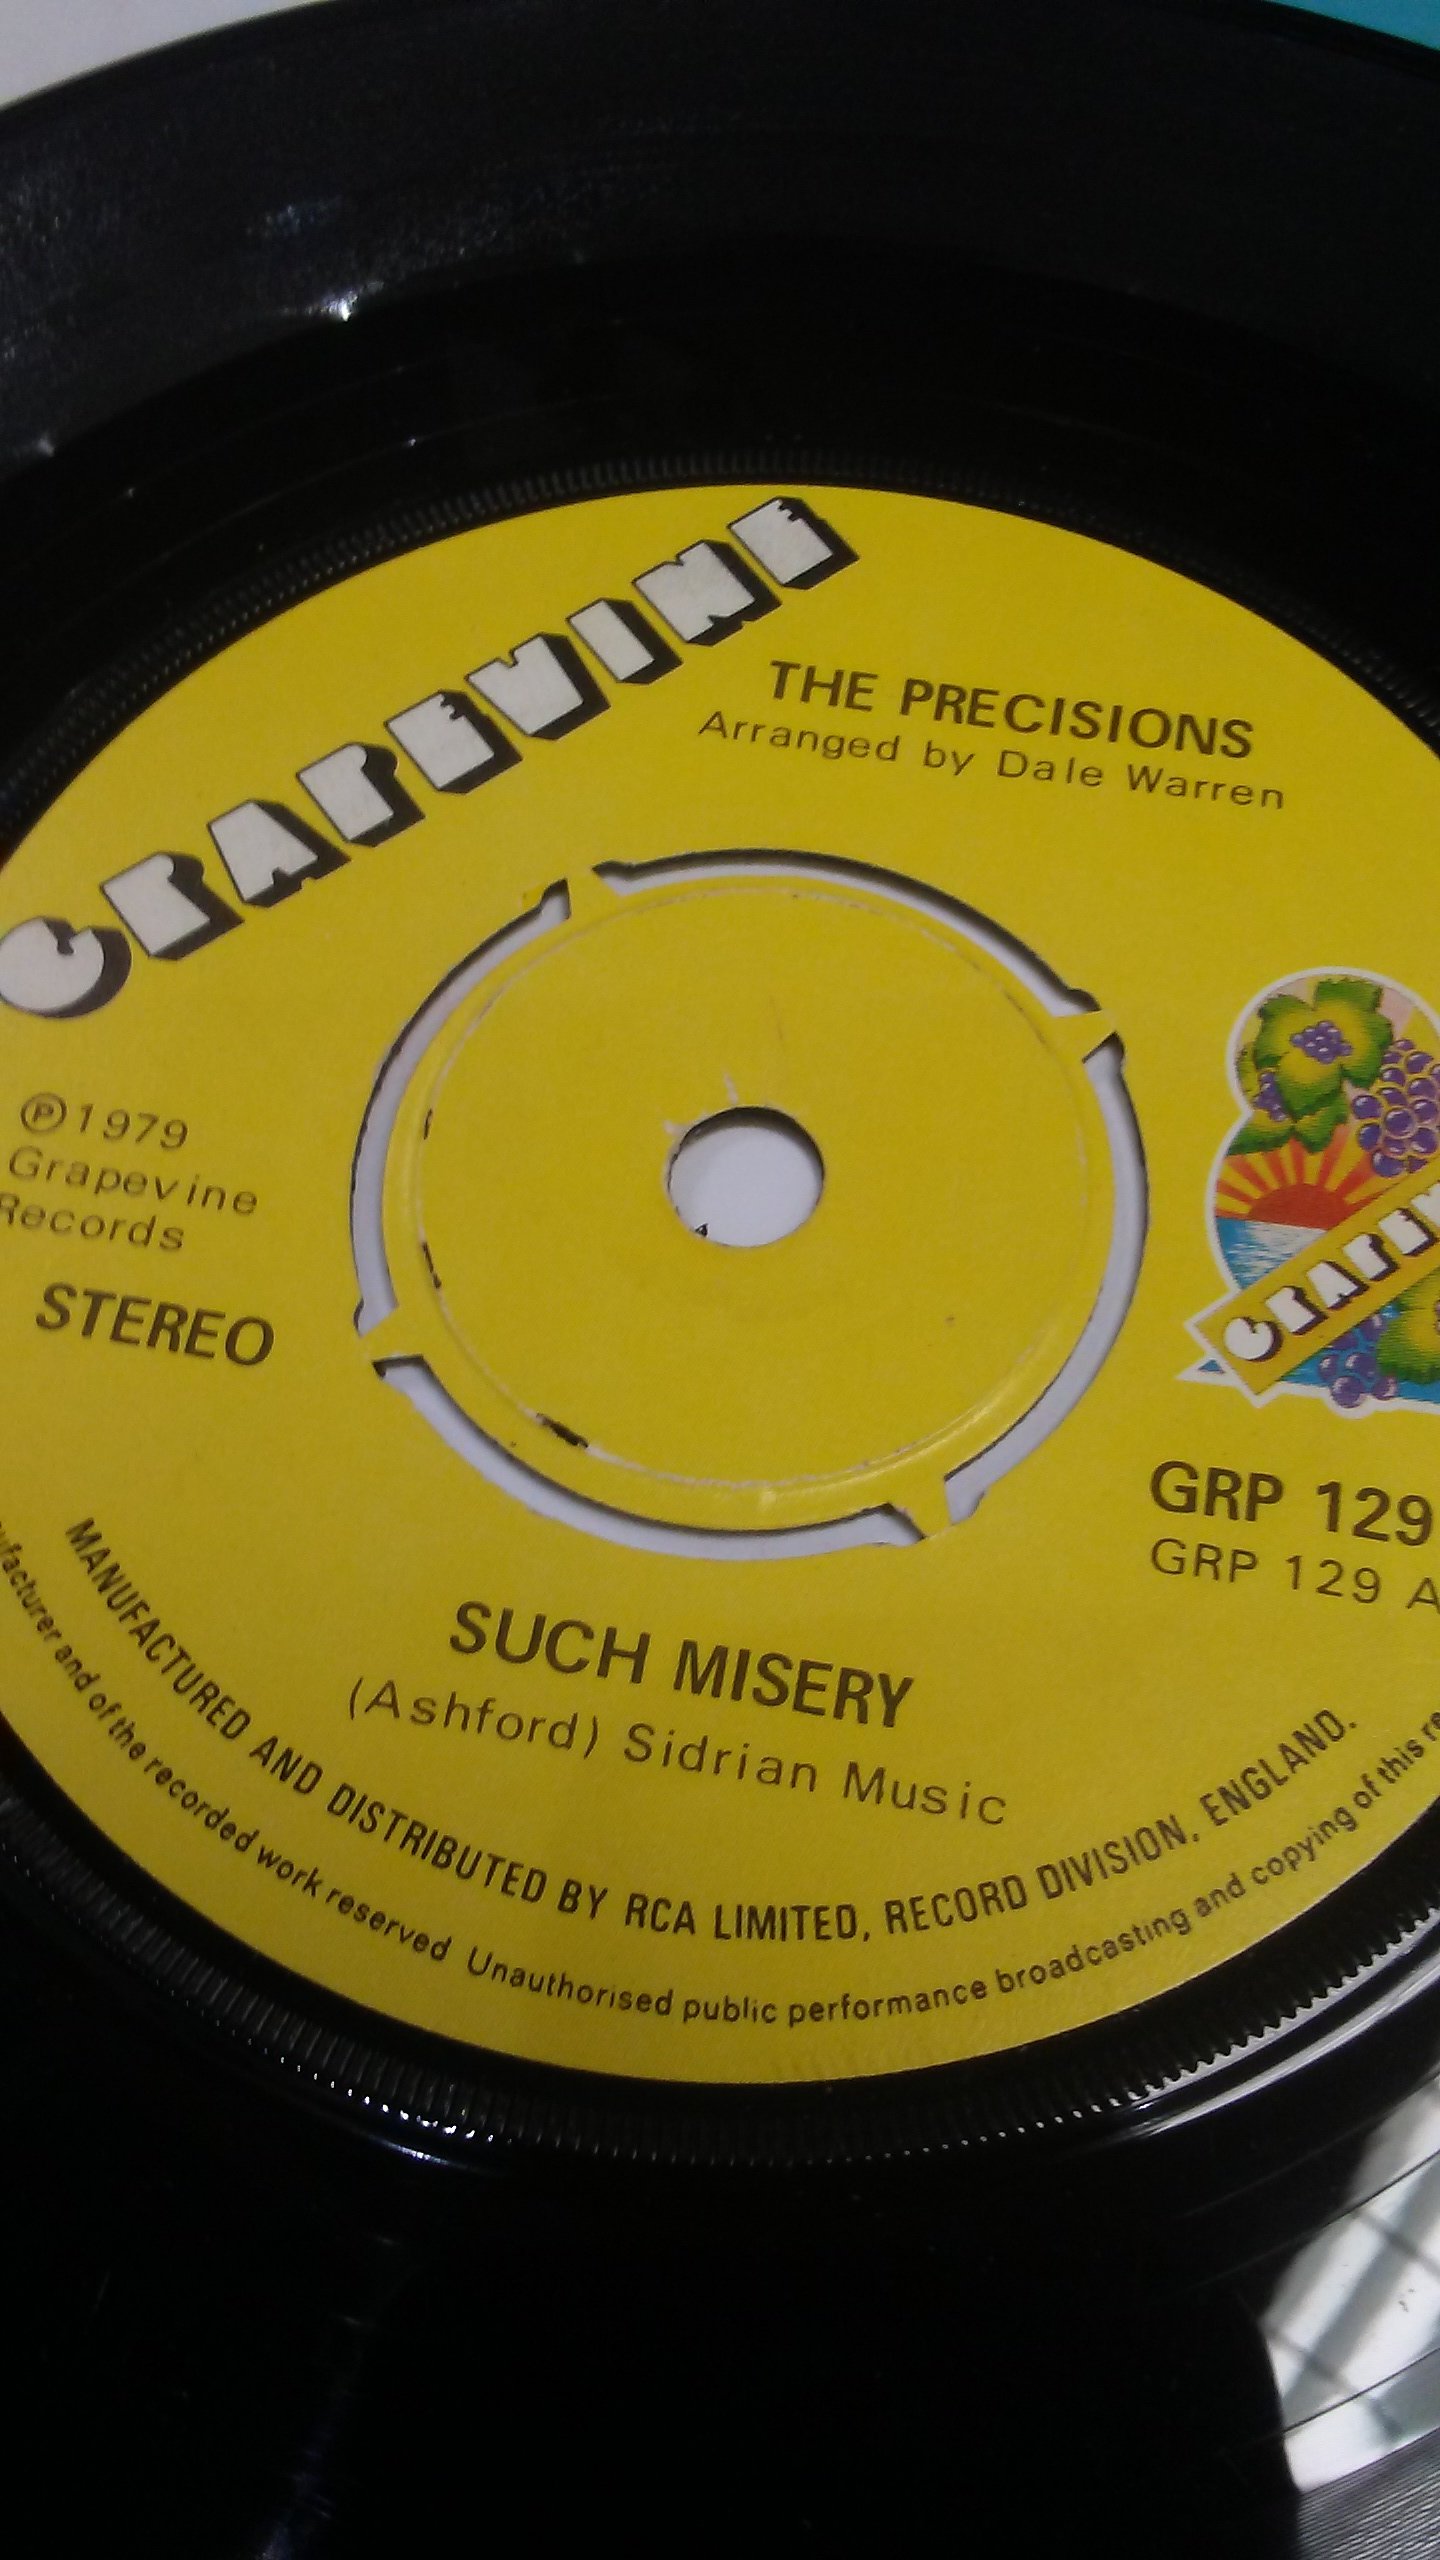 GRAPEVINE
THE PRECISIONS
Arranged by Dale Warren
Ⓟ1979
Grapevine
Records
STEREO
GRP 129
GRP 129 A
SUCH MISERY
(Ashford) Sidrian Music
MANUFACTURED AND DISTRIBUTED BY RCA LIMITED, RECORD DIVISION, ENGLAND.
and of the recorded work reserved Unauthorised public performance broadcasting and copying of this